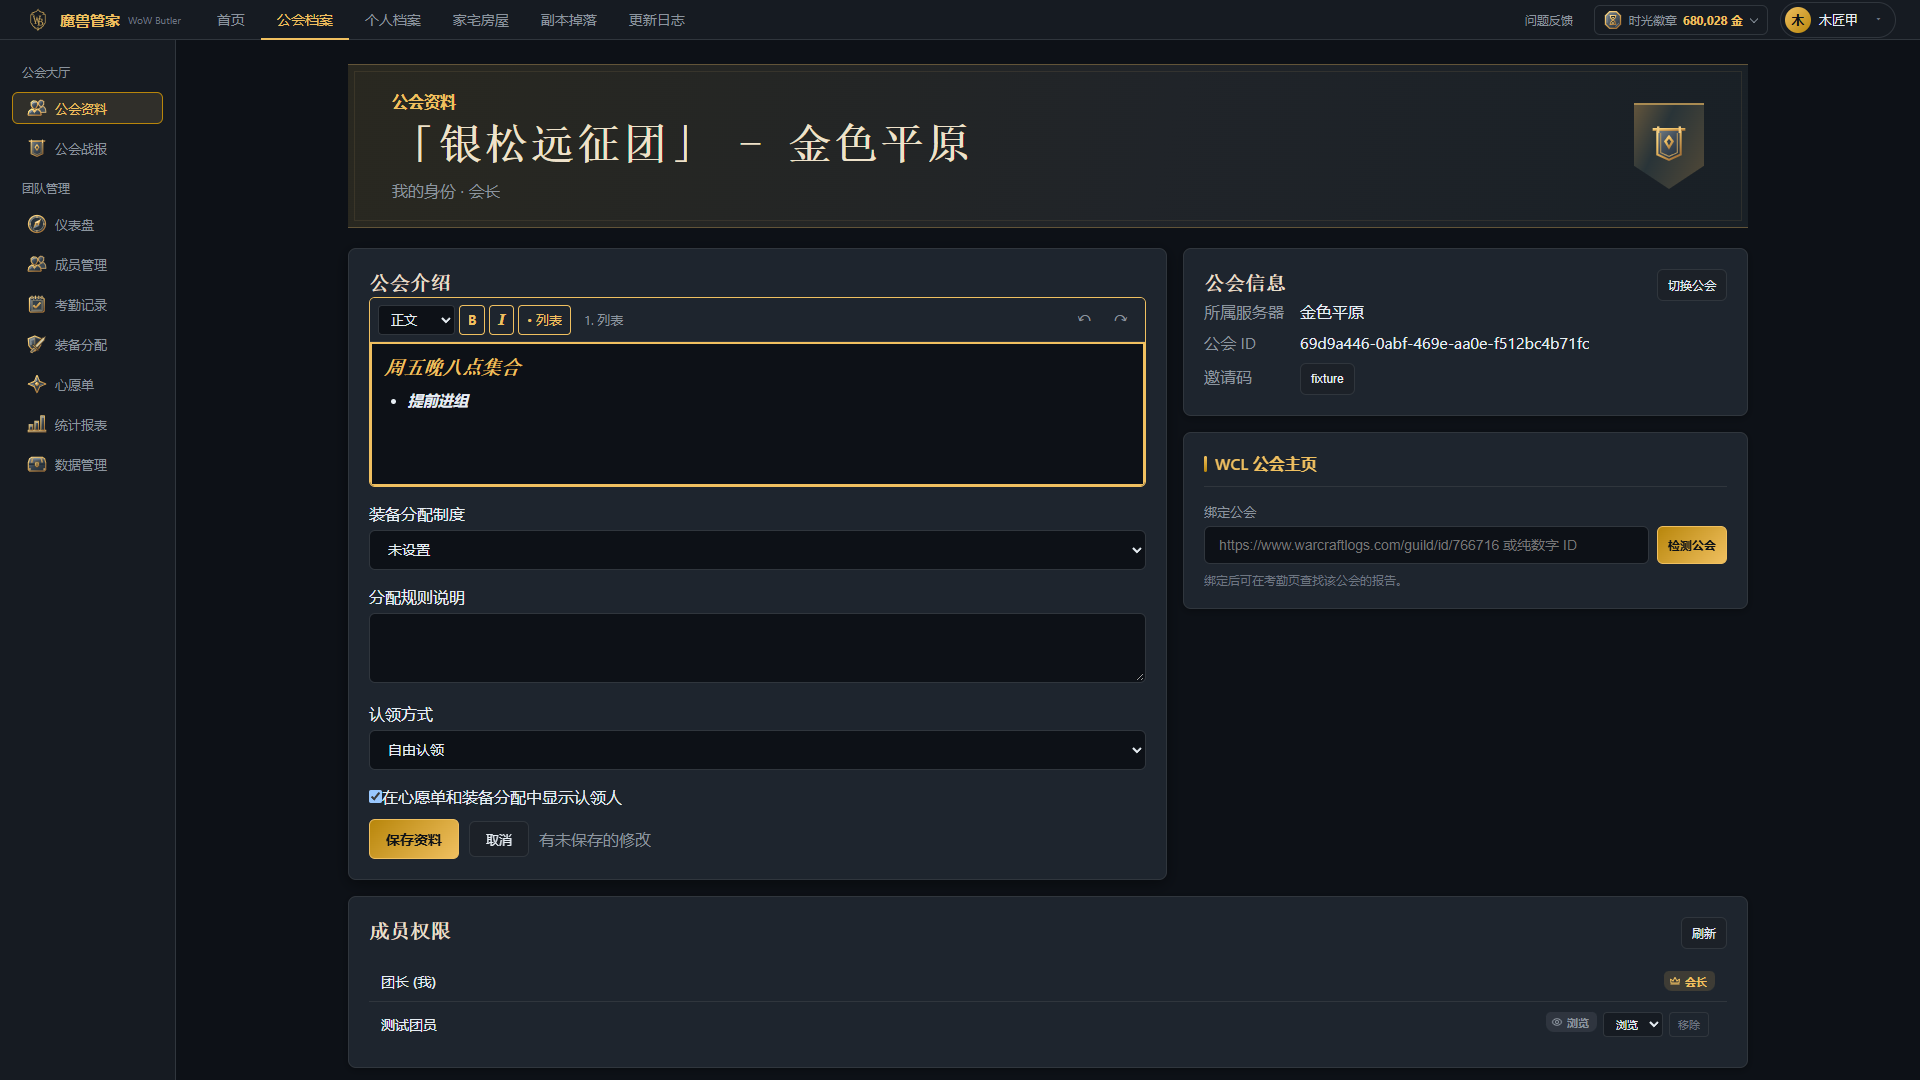 魔兽管家 WoW Butler 首页 公会档案 个人档案 家宅房屋 副本掉落 更新日志 问题反馈 时光徽章 680,028 金 木 木匠甲
公会大厅
公会资料
公会战报
团队管理
仪表盘
成员管理
考勤记录
装备分配
心愿单
统计报表
数据管理
公会资料
「银松远征团」 – 金色平原
我的身份 · 会长
公会介绍
正文 B I • 列表 1. 列表
周五晚八点集合
• 提前进组
装备分配制度
未设置
分配规则说明
认领方式
自由认领
在心愿单和装备分配中显示认领人
保存资料 取消 有未保存的修改
公会信息 切换公会
所属服务器 金色平原
公会 ID 69d9a446-0abf-469e-aa0e-f512bc4b71fc
邀请码 fixture
WCL 公会主页
绑定公会
https://www.warcraftlogs.com/guild/id/766716 或纯数字 ID 检测公会
绑定后可在考勤页查找该公会的报告。
成员权限 刷新
团长 (我) 会长
测试团员 浏览 浏览 移除